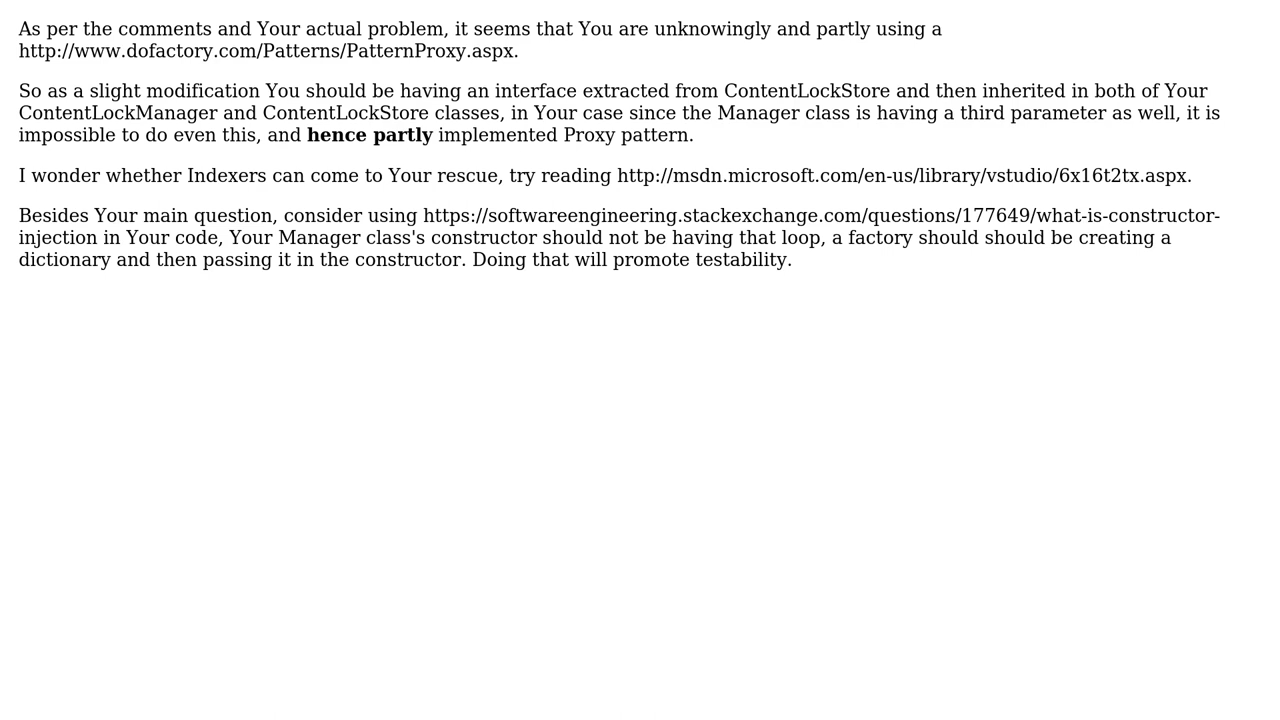 As per the comments and Your actual problem, it seems that You are unknowingly and partly using a
http://www.dofactory.com/Patterns/PatternProxy.aspx.
So as a slight modification You should be having an interface extracted from ContentLockStore and then inherited in both of Your
ContentLockManager and ContentLockStore classes, in Your case since the Manager class is having a third parameter as well, it is
impossible to do even this, and hence partly implemented Proxy pattern.
I wonder whether Indexers can come to Your rescue, try reading http://msdn.microsoft.com/en-us/library/vstudio/6x16t2tx.aspx.
Besides Your main question, consider using https://softwareengineering.stackexchange.com/questions/177649/what-is-constructor-
injection in Your code, Your Manager class's constructor should not be having that loop, a factory should should be creating a
dictionary and then passing it in the constructor. Doing that will promote testability.